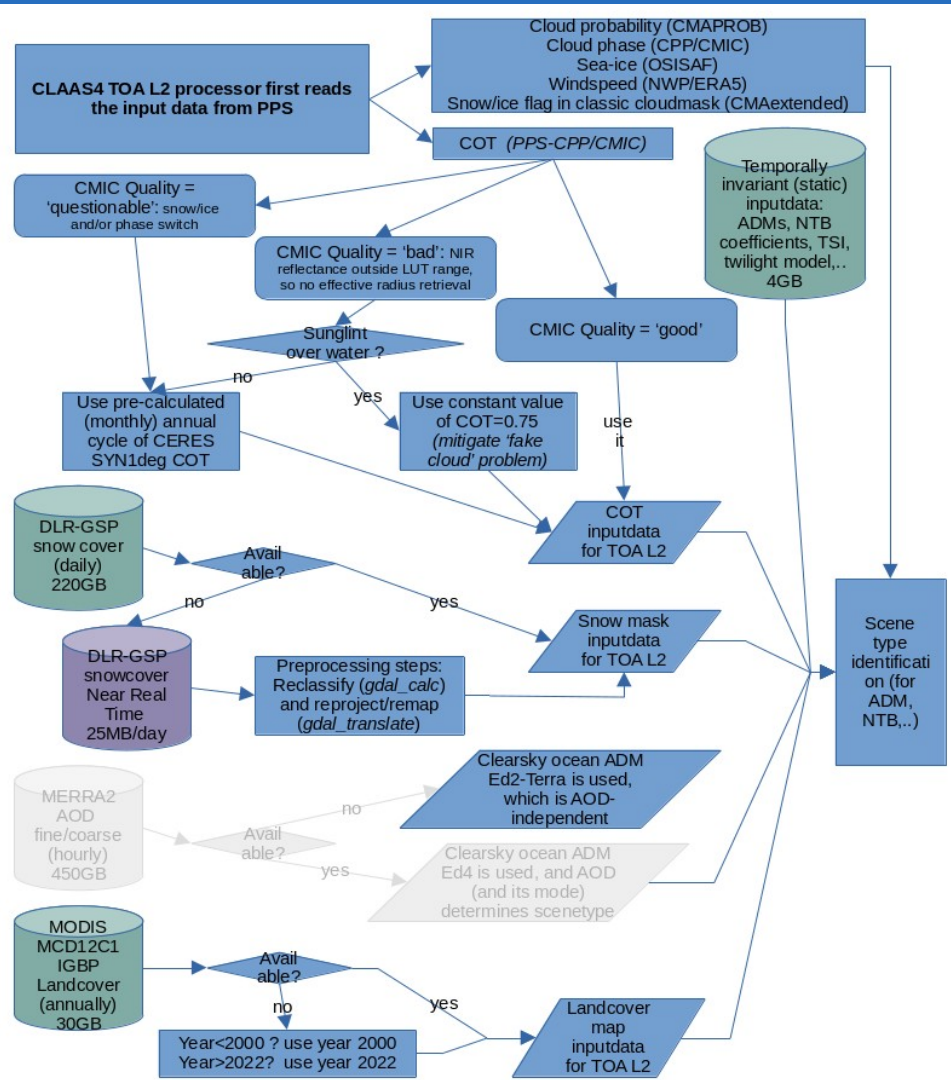 CLAAS4 TOA L2 processor first reads
the input data from PPS
Cloud probability (CMAPROB)
Cloud phase (CPP/CMIC)
Sea-ice (OSISAF)
Windspeed (NWP/ERA5)
Snow/ice flag in classic cloudmask (CMAextended)
COT (PPS-CPP/CMIC)
Temporally
invariant (static)
inputdata:
ADMs, NTB
coefficients, TSI,
twilight model,..
4GB
CMIC Quality =
‘questionable’: snow/ice
and/or phase switch
CMIC Quality = ‘bad’: NIR
reflectance outside LUT range,
so no effective radius retrieval
CMIC Quality = ‘good’
Sunglint
over water ?
no
yes
use
it
Use pre-calculated
(monthly) annual
cycle of CERES
SYN1deg COT
Use constant value
of COT=0.75
(mitigate ‘fake
cloud’ problem)
COT
inputdata
for TOA L2
DLR-GSP
snow cover
(daily)
220GB
Avail
able?
no
yes
Snow mask
inputdata
for TOA L2
Scene
type
identificati
on (for
ADM,
NTB,..)
DLR-GSP
snowcover
Near Real
Time
25MB/day
Preprocessing steps:
Reclassify (gdal_calc)
and reproject/remap
(gdal_translate)
MERRA2
AOD
fine/coarse
(hourly)
450GB
Avail
able?
no
yes
Clearsky ocean ADM
Ed2-Terra is used,
which is AOD-
independent
Clearsky ocean ADM
Ed4 is used, and AOD
(and its mode)
determines scenetype
MODIS
MCD12C1
IGBP
Landcover
(annually)
30GB
Avail
able?
no
yes
Year<2000 ? use year 2000
Year>2022? use year 2022
Landcover
map
inputdata
for TOA L2